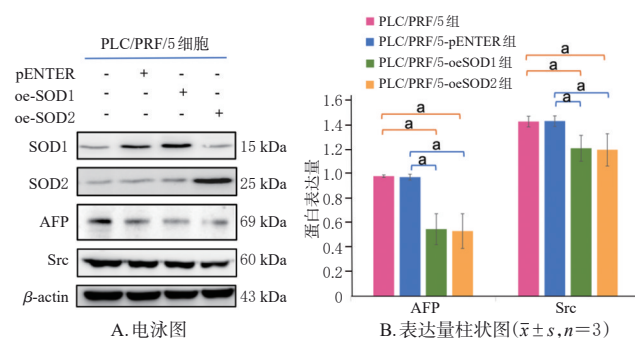 PLC/PRF/5细胞
pENTER - + - -
oe-SOD1 - - + -
oe-SOD2 - - - +
SOD1 15 kDa
SOD2 25 kDa
AFP 69 kDa
Src 60 kDa
β-actin 43 kDa
A.电泳图
PLC/PRF/5组
PLC/PRF/5-pENTER组
PLC/PRF/5-oeSOD1组
PLC/PRF/5-oeSOD2组
a
a
a
a
a
a
a
a
蛋白表达量
1.6
1.4
1.2
1.0
0.8
0.6
0.4
0.2
0
AFP Src
B.表达量柱状图(x̄±s,n=3)